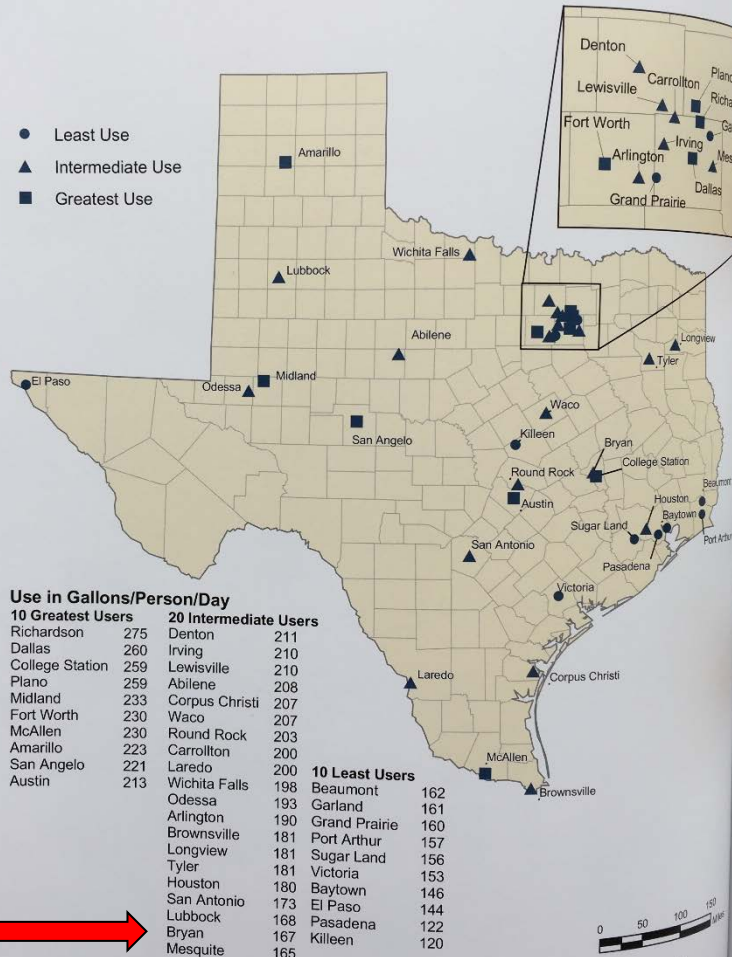 Denton
Carrollton
Lewisville
Fort Worth
Irving
Arlington
Dallas
Grand Prairie
Least Use
Intermediate Use
Greatest Use
Amarillo
Wichita Falls
Lubbock
Abilene
Longview
Tyler
El Paso
Midland
Odessa
Waco
San Angelo
Killeen
Bryan
Round Rock
College Station
Beaumont
Austin
Houston
Baytown
Sugar Land
Port Arthur
San Antonio
Pasadena
Victoria
Laredo
Corpus Christi
McAllen
Brownsville
Use in Gallons/Person/Day
10 Greatest Users
Richardson 275
Dallas 260
College Station 259
Plano 259
Midland 233
Fort Worth 230
McAllen 230
Amarillo 223
San Angelo 221
Austin 213
20 Intermediate Users
Denton 211
Irving 210
Lewisville 210
Abilene 208
Corpus Christi 207
Waco 207
Round Rock 203
Carrollton 200
Laredo 200
Wichita Falls 198
Odessa 193
Arlington 190
Brownsville 181
Longview 181
Tyler 181
Houston 180
San Antonio 173
Lubbock 168
Bryan 167
Mesquite 165
10 Least Users
Beaumont 162
Garland 161
Grand Prairie 160
Port Arthur 157
Sugar Land 156
Victoria 153
Baytown 146
El Paso 144
Pasadena 122
Killeen 120
0 50 100 150
Miles